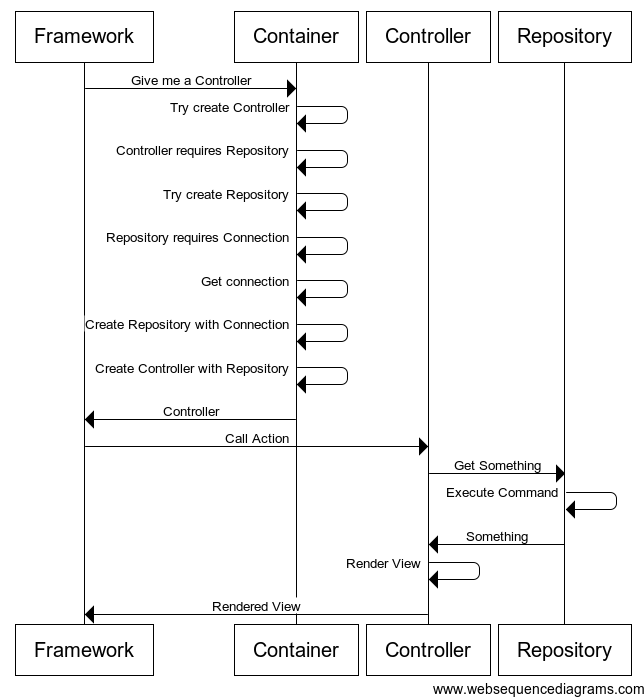 Framework
Container
Controller
Repository
Give me a Controller
Try create Controller
Controller requires Repository
Try create Repository
Repository requires Connection
Get connection
Create Repository with Connection
Create Controller with Repository
Controller
Call Action
Get Something
Execute Command
Something
Render View
Rendered View
Framework
Container
Controller
Repository
www.websequencediagrams.com